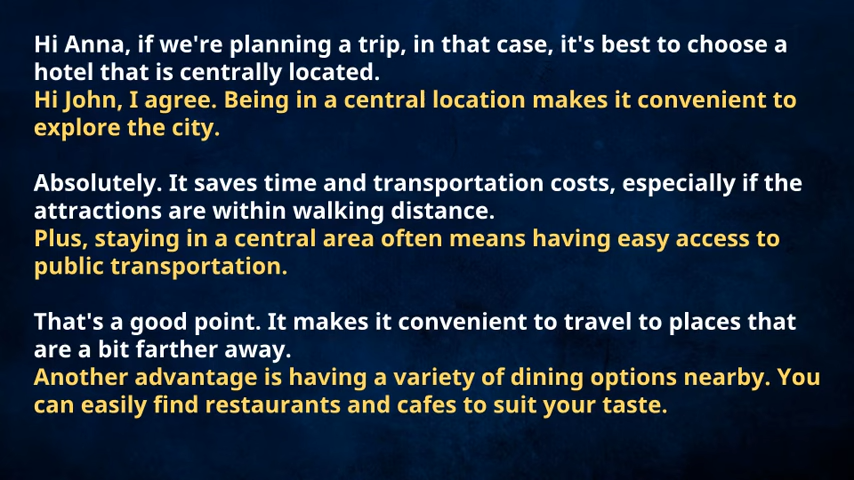 Hi Anna, if we're planning a trip, in that case, it's best to choose a
hotel that is centrally located.
Hi John, I agree. Being in a central location makes it convenient to
explore the city.
Absolutely. It saves time and transportation costs, especially if the
attractions are within walking distance.
Plus, staying in a central area often means having easy access to
public transportation.
That's a good point. It makes it convenient to travel to places that
are a bit farther away.
Another advantage is having a variety of dining options nearby. You
can easily find restaurants and cafes to suit your taste.